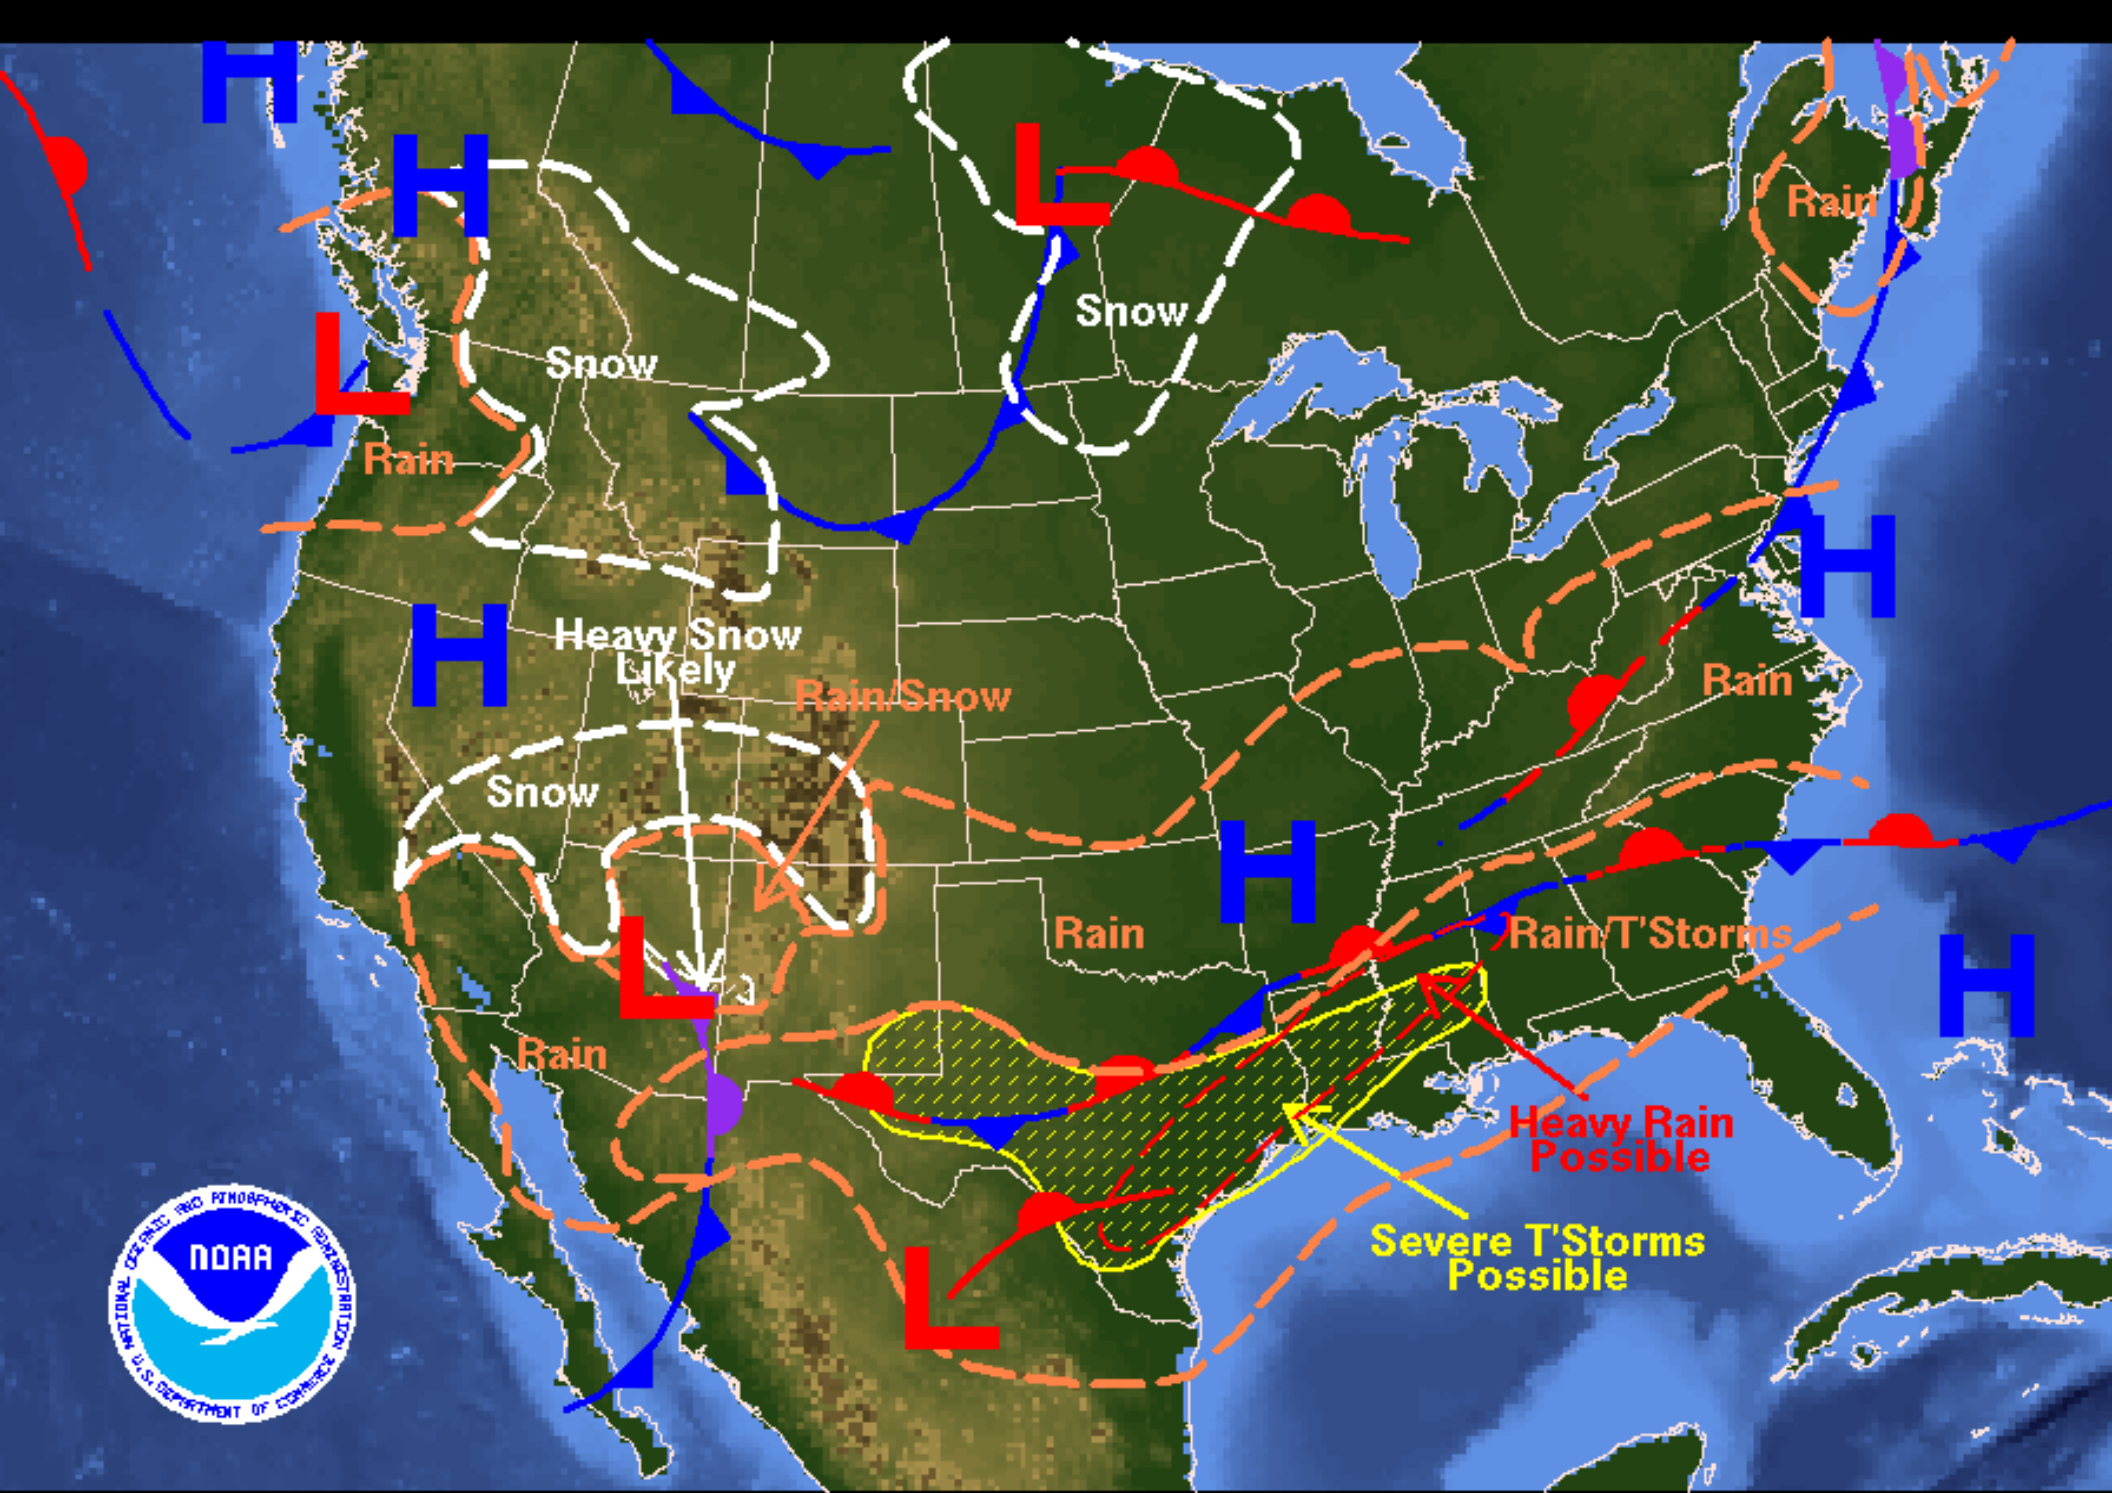 H
H
L
Rain
Snow
L
Snow
Rain
H
Heavy Snow
Likely
Rain/Snow
H
Rain
Snow
H
Rain
Rain/T'Storms
H
L
Rain
Heavy Rain
Possible
Severe T'Storms
Possible
L
NATIONAL OCEANIC AND ATMOSPHERIC ADMINISTRATION
NOAA
U.S. DEPARTMENT OF COMMERCE